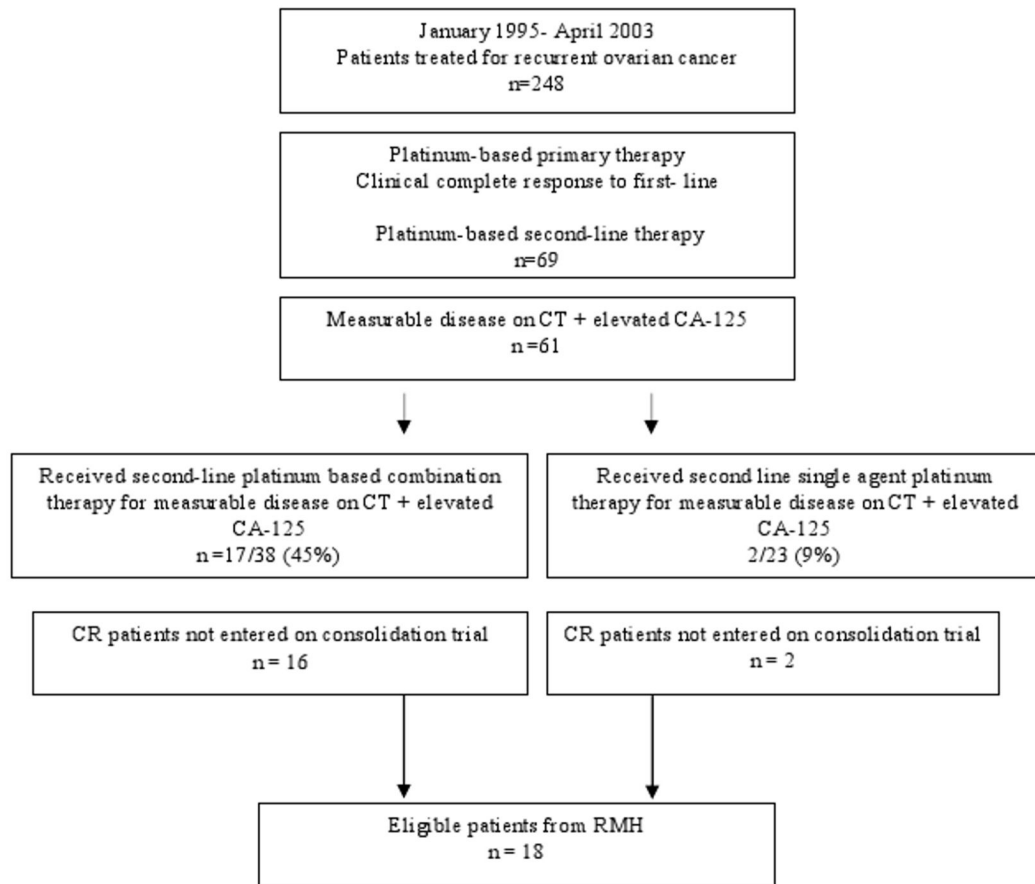 January 1995- April 2003
Patients treated for recurrent ovarian cancer
n=248
Platinum-based primary therapy
Clinical complete response to first- line
Platinum-based second-line therapy
n=69
Measurable disease on CT + elevated CA-125
n =61
Received second-line platinum based combination
therapy for measurable disease on CT + elevated
CA-125
n =17/38 (45%)
Received second line single agent platinum
therapy for measurable disease on CT + elevated
CA-125
2/23 (9%)
CR patients not entered on consolidation trial
n = 16
CR patients not entered on consolidation trial
n = 2
Eligible patients from RMH
n = 18